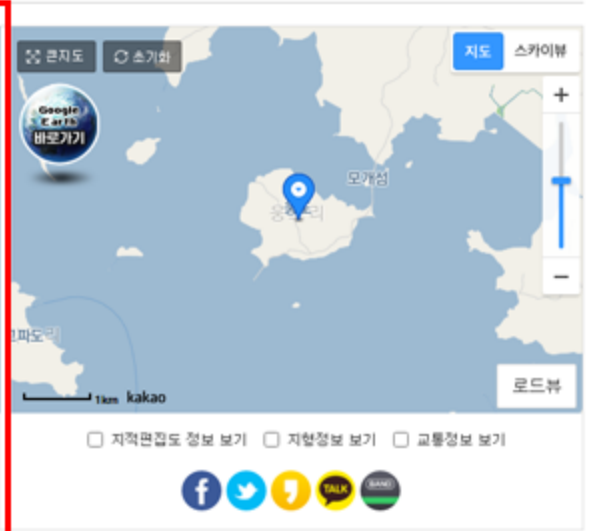 큰지도 초기화 지도 스카이뷰
Google
Earth
바로가기
+
모개섬
−
로드뷰
1km kakao
지적편집도 정보 보기 지형정보 보기 교통정보 보기
f TALK BAND